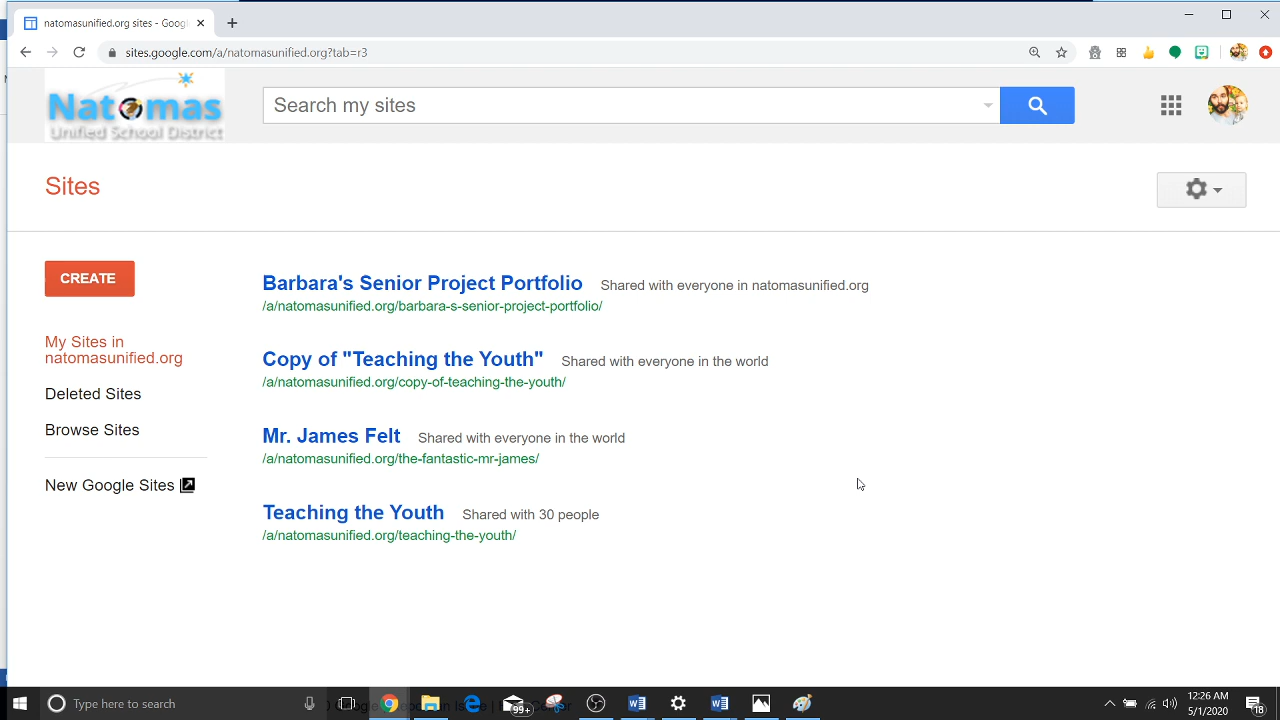 natomasunified.org sites - Googl
sites.google.com/a/natomasunified.org?tab=r3
Natomas
Unified School District
Search my sites
Sites
CREATE
My Sites in
natomasunified.org
Deleted Sites
Browse Sites
New Google Sites
Barbara's Senior Project Portfolio Shared with everyone in natomasunified.org
/a/natomasunified.org/barbara-s-senior-project-portfolio/
Copy of "Teaching the Youth" Shared with everyone in the world
/a/natomasunified.org/copy-of-teaching-the-youth/
Mr. James Felt Shared with everyone in the world
/a/natomasunified.org/the-fantastic-mr-james/
Teaching the Youth Shared with 30 people
/a/natomasunified.org/teaching-the-youth/
Type here to search
99+
12:26 AM
5/1/2020
18